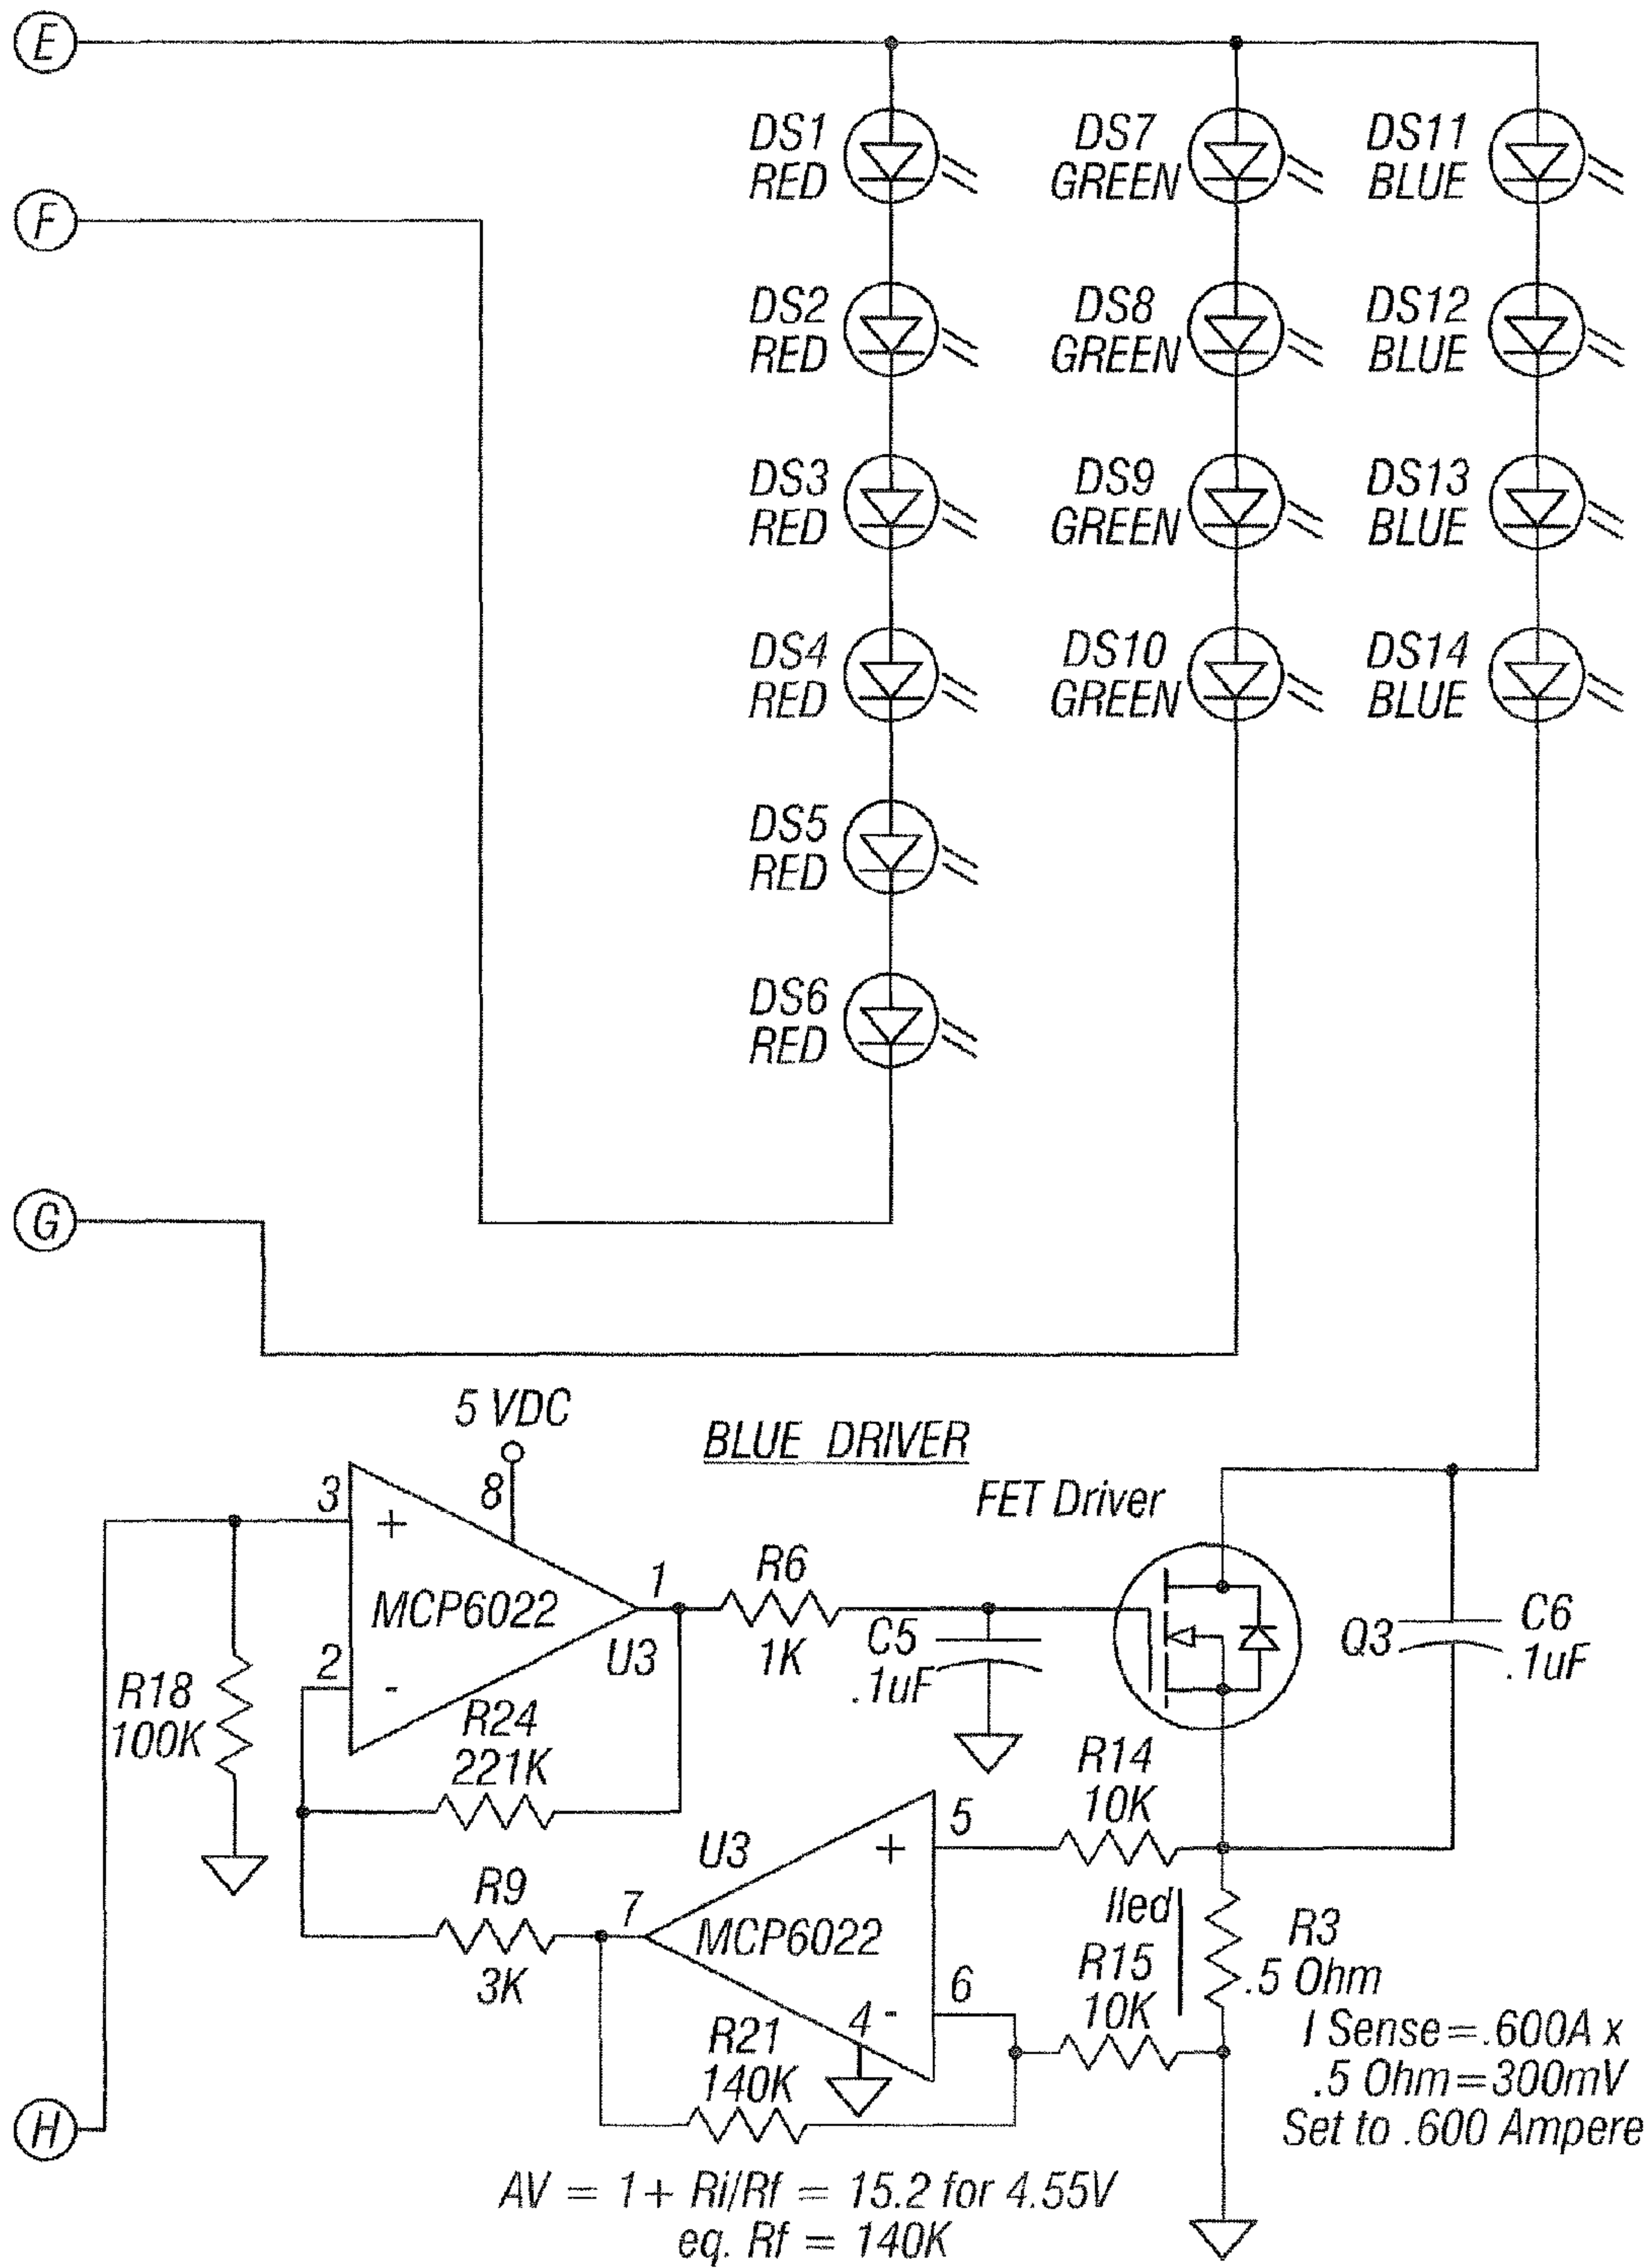 E
DS1
RED
DS7
GREEN
DS11
BLUE
F
DS2
RED
DS8
GREEN
DS12
BLUE
DS3
RED
DS9
GREEN
DS13
BLUE
DS4
RED
DS10
GREEN
DS14
BLUE
DS5
RED
DS6
RED
G
5 VDC
BLUE DRIVER
FET Driver
3
+
8
MCP6022
1
U3
2
-
R6
1K
C5
.1uF
Q3
C6
.1uF
R18
100K
R24
221K
R14
10K
U3
+
5
R9
3K
7
MCP6022
4
-
6
Iled
R15
10K
R3
.5 Ohm
R21
140K
I Sense=.600A x
.5 Ohm=300mV
Set to .600 Ampere
H
AV = 1+ Ri/Rf = 15.2 for 4.55V
eq. Rf = 140K